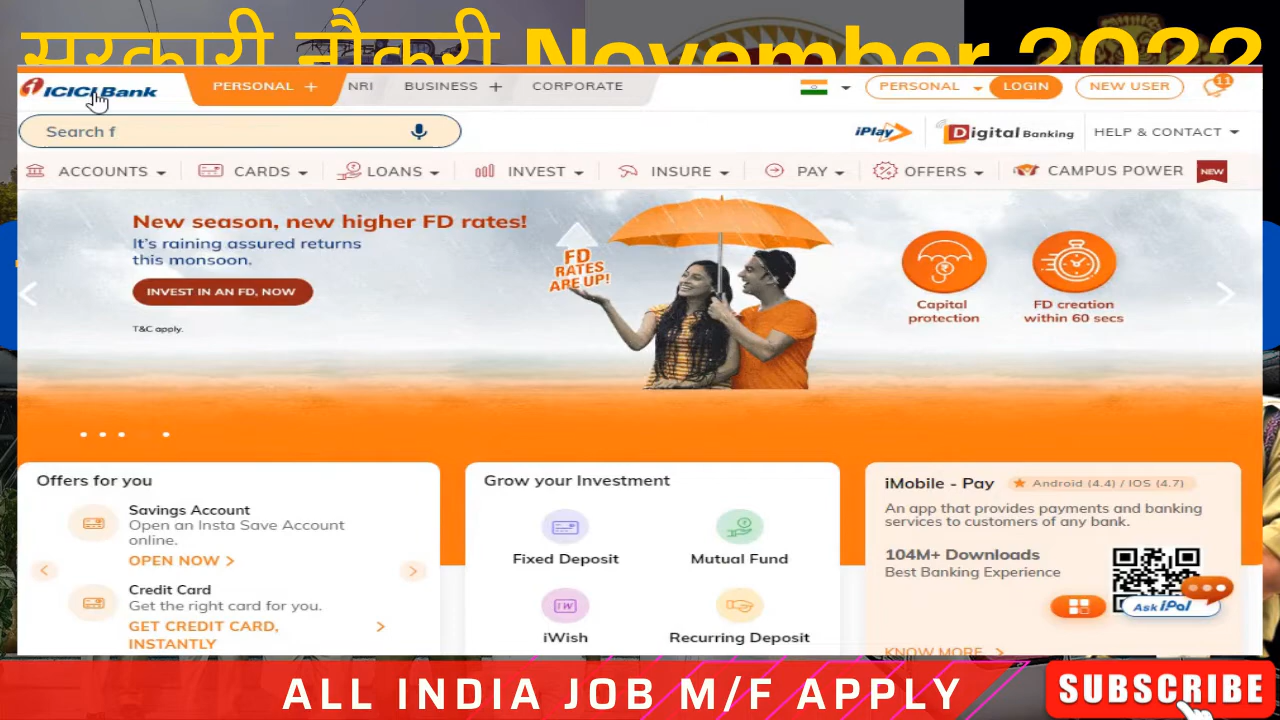 सरकारी नौकरी November 2022
ICICI Bank
PERSONAL + NRI BUSINESS + CORPORATE
PERSONAL LOGIN NEW USER 11
Search f
iPlay Digital Banking HELP & CONTACT
ACCOUNTS CARDS LOANS INVEST INSURE PAY OFFERS CAMPUS POWER NEW
New season, new higher FD rates!
It's raining assured returns
this monsoon.
INVEST IN AN FD, NOW
T&C apply.
FD
RATES
ARE UP!
Capital
protection
FD creation
within 60 secs
Offers for you
Savings Account
Open an Insta Save Account
online.
OPEN NOW >
Credit Card
Get the right card for you.
GET CREDIT CARD,
INSTANTLY >
Grow your Investment
Fixed Deposit Mutual Fund
iWish Recurring Deposit
iMobile - Pay Android (4.4) / IOS (4.7)
An app that provides payments and banking
services to customers of any bank.
104M+ Downloads
Best Banking Experience
Ask iPal
KNOW MORE >
ALL INDIA JOB M/F APPLY
SUBSCRIBE